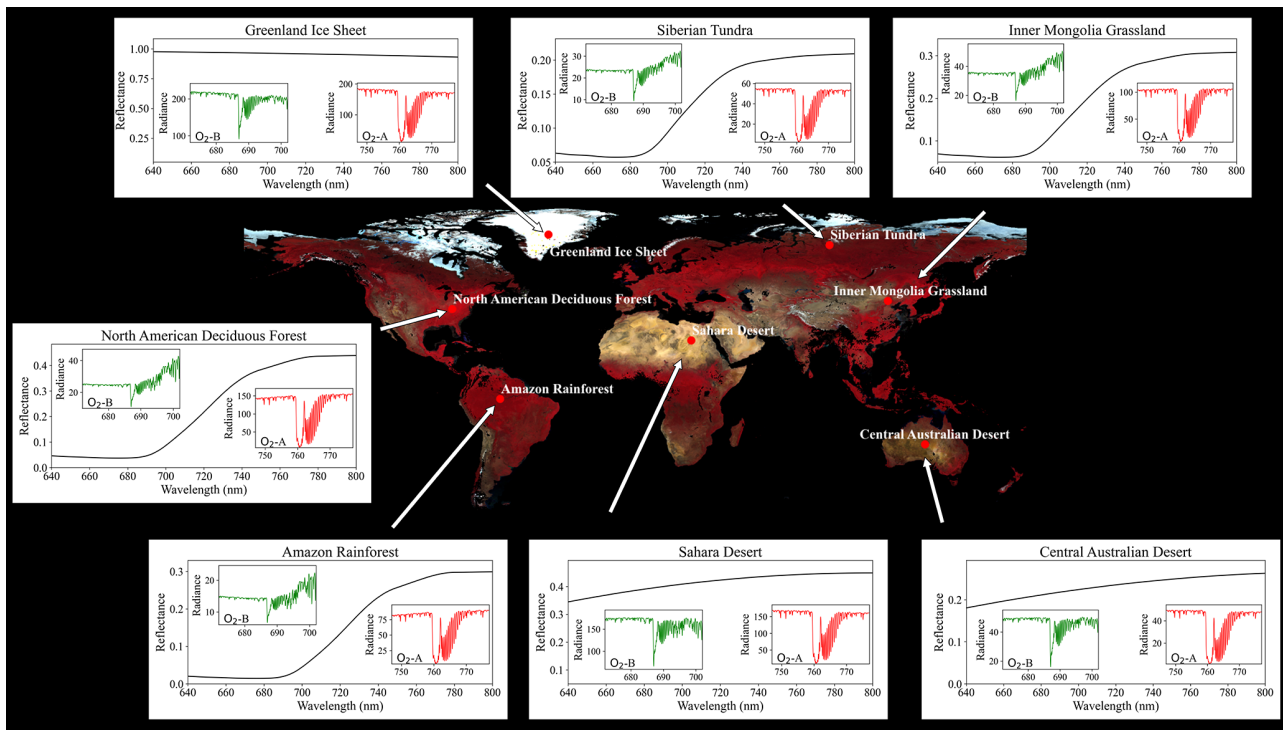 Greenland Ice Sheet
Reflectance
1.00
0.75
0.50
0.25
Radiance
200
100
O₂-B
680 690 700
Radiance
200
100
O₂-A
750 760 770
640 660 680 700 720 740 760 780 800
Wavelength (nm)
Siberian Tundra
Reflectance
0.20
0.15
0.10
0.05
Radiance
30
20
10
O₂-B
680 690 700
Radiance
60
40
20
O₂-A
750 760 770
640 660 680 700 720 740 760 780 800
Wavelength (nm)
Inner Mongolia Grassland
Reflectance
0.3
0.2
0.1
Radiance
40
20
O₂-B
680 690 700
Radiance
100
50
O₂-A
750 760 770
640 660 680 700 720 740 760 780 800
Wavelength (nm)
Siberian Tundra
Greenland Ice Sheet
Inner Mongolia Grassland
North American Deciduous Forest
Sahara Desert
Amazon Rainforest
Central Australian Desert
North American Deciduous Forest
Reflectance
0.4
0.3
0.2
0.1
0.0
Radiance
40
20
O₂-B
680 690 700
Radiance
150
100
50
O₂-A
750 760 770
640 660 680 700 720 740 760 780 800
Wavelength (nm)
Amazon Rainforest
Reflectance
0.3
0.2
0.1
0.0
Radiance
20
10
O₂-B
680 690 700
Radiance
75
50
25
O₂-A
750 760 770
640 660 680 700 720 740 760 780 800
Wavelength (nm)
Sahara Desert
Reflectance
0.4
0.3
0.2
0.1
Radiance
150
100
O₂-B
680 690 700
Radiance
150
100
50
O₂-A
750 760 770
640 660 680 700 720 740 760 780 800
Wavelength (nm)
Central Australian Desert
Reflectance
0.2
0.1
0.0
Radiance
40
20
O₂-B
680 690 700
Radiance
40
20
O₂-A
750 760 770
640 660 680 700 720 740 760 780 800
Wavelength (nm)